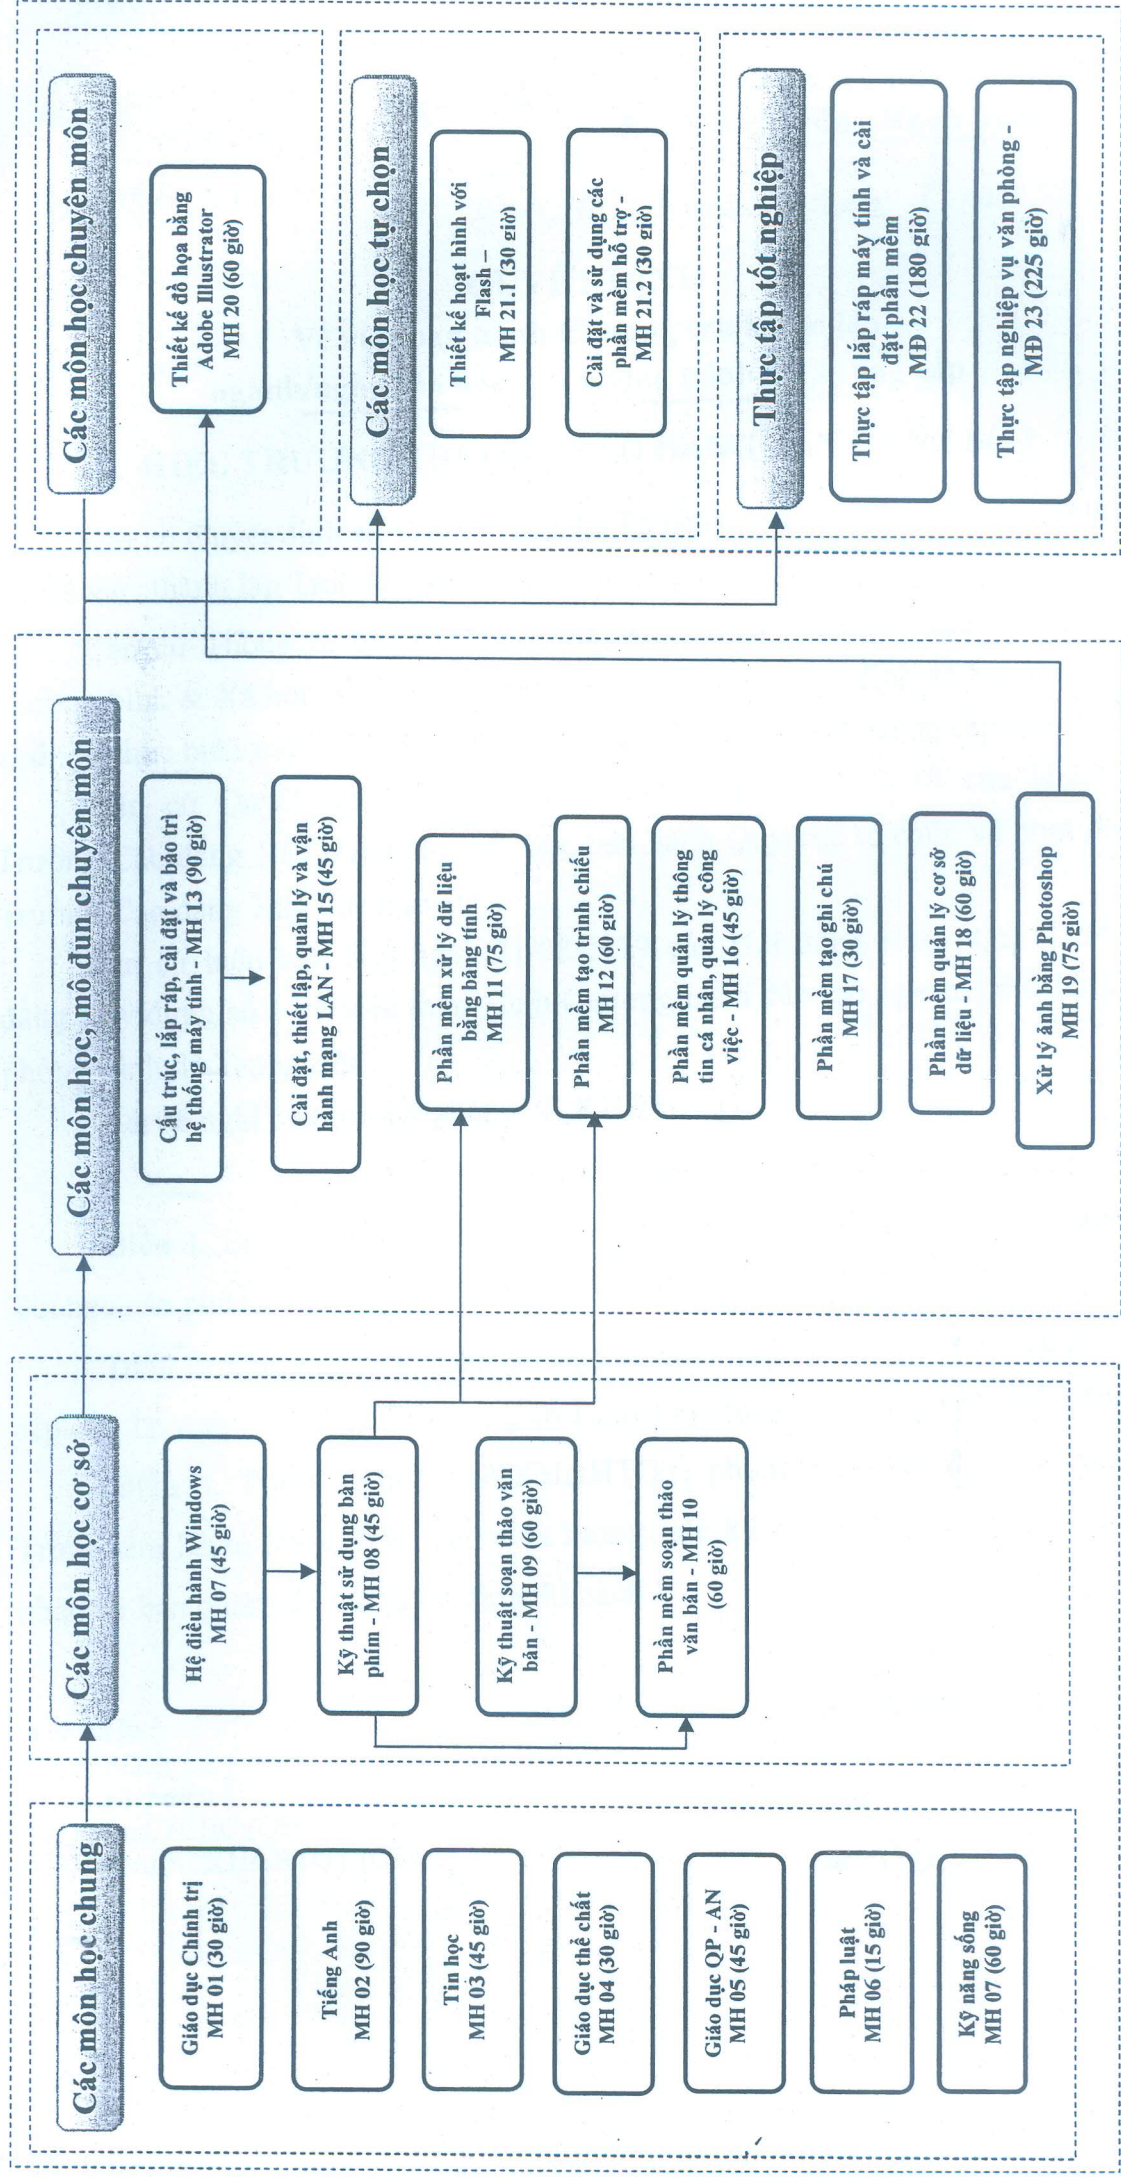 Các môn học chung
Giáo dục Chính trị
MH 01 (30 giờ)
Tiếng Anh
MH 02 (90 giờ)
Tin học
MH 03 (45 giờ)
Giáo dục thể chất
MH 04 (30 giờ)
Giáo dục QP - AN
MH 05 (45 giờ)
Pháp luật
MH 06 (15 giờ)
Kỹ năng sống
MH 07 (60 giờ)
Các môn học cơ sở
Hệ điều hành Windows
MH 07 (45 giờ)
Kỹ thuật sử dụng bàn
phím - MH 08 (45 giờ)
Kỹ thuật soạn thảo văn
bản - MH 09 (60 giờ)
Phần mềm soạn thảo
văn bản - MH 10
(60 giờ)
Các môn học, mô đun chuyên môn
Cấu trúc, lắp ráp, cài đặt và bảo trì
hệ thống máy tính - MH 13 (90 giờ)
Cài đặt, thiết lập, quản lý và vận
hành mạng LAN - MH 15 (45 giờ)
Phần mềm xử lý dữ liệu
bằng bảng tính
MH 11 (75 giờ)
Phần mềm tạo trình chiếu
MH 12 (60 giờ)
Phần mềm quản lý thông
tin cá nhân, quản lý công
việc - MH 16 (45 giờ)
Phần mềm tạo ghi chú
MH 17 (30 giờ)
Phần mềm quản lý cơ sở
dữ liệu - MH 18 (60 giờ)
Xử lý ảnh bằng Photoshop
MH 19 (75 giờ)
Các môn học chuyên môn
Thiết kế đồ họa bằng
Adobe Illustrator
MH 20 (60 giờ)
Các môn học tự chọn
Thiết kế hoạt hình với
Flash –
MH 21.1 (30 giờ)
Cài đặt và sử dụng các
phần mềm hỗ trợ -
MH 21.2 (30 giờ)
Thực tập tốt nghiệp
Thực tập lắp ráp máy tính và cài
đặt phần mềm
MĐ 22 (180 giờ)
Thực tập nghiệp vụ văn phòng -
MĐ 23 (225 giờ)